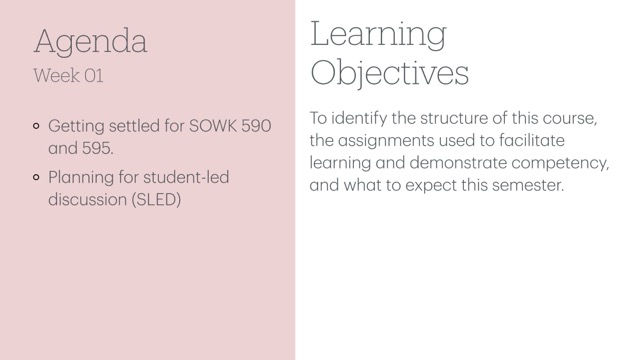 Agenda
Week 01
Getting settled for SOWK 590
and 595.
Planning for student-led
discussion (SLED)
Learning
Objectives
To identify the structure of this course,
the assignments used to facilitate
learning and demonstrate competency,
and what to expect this semester.